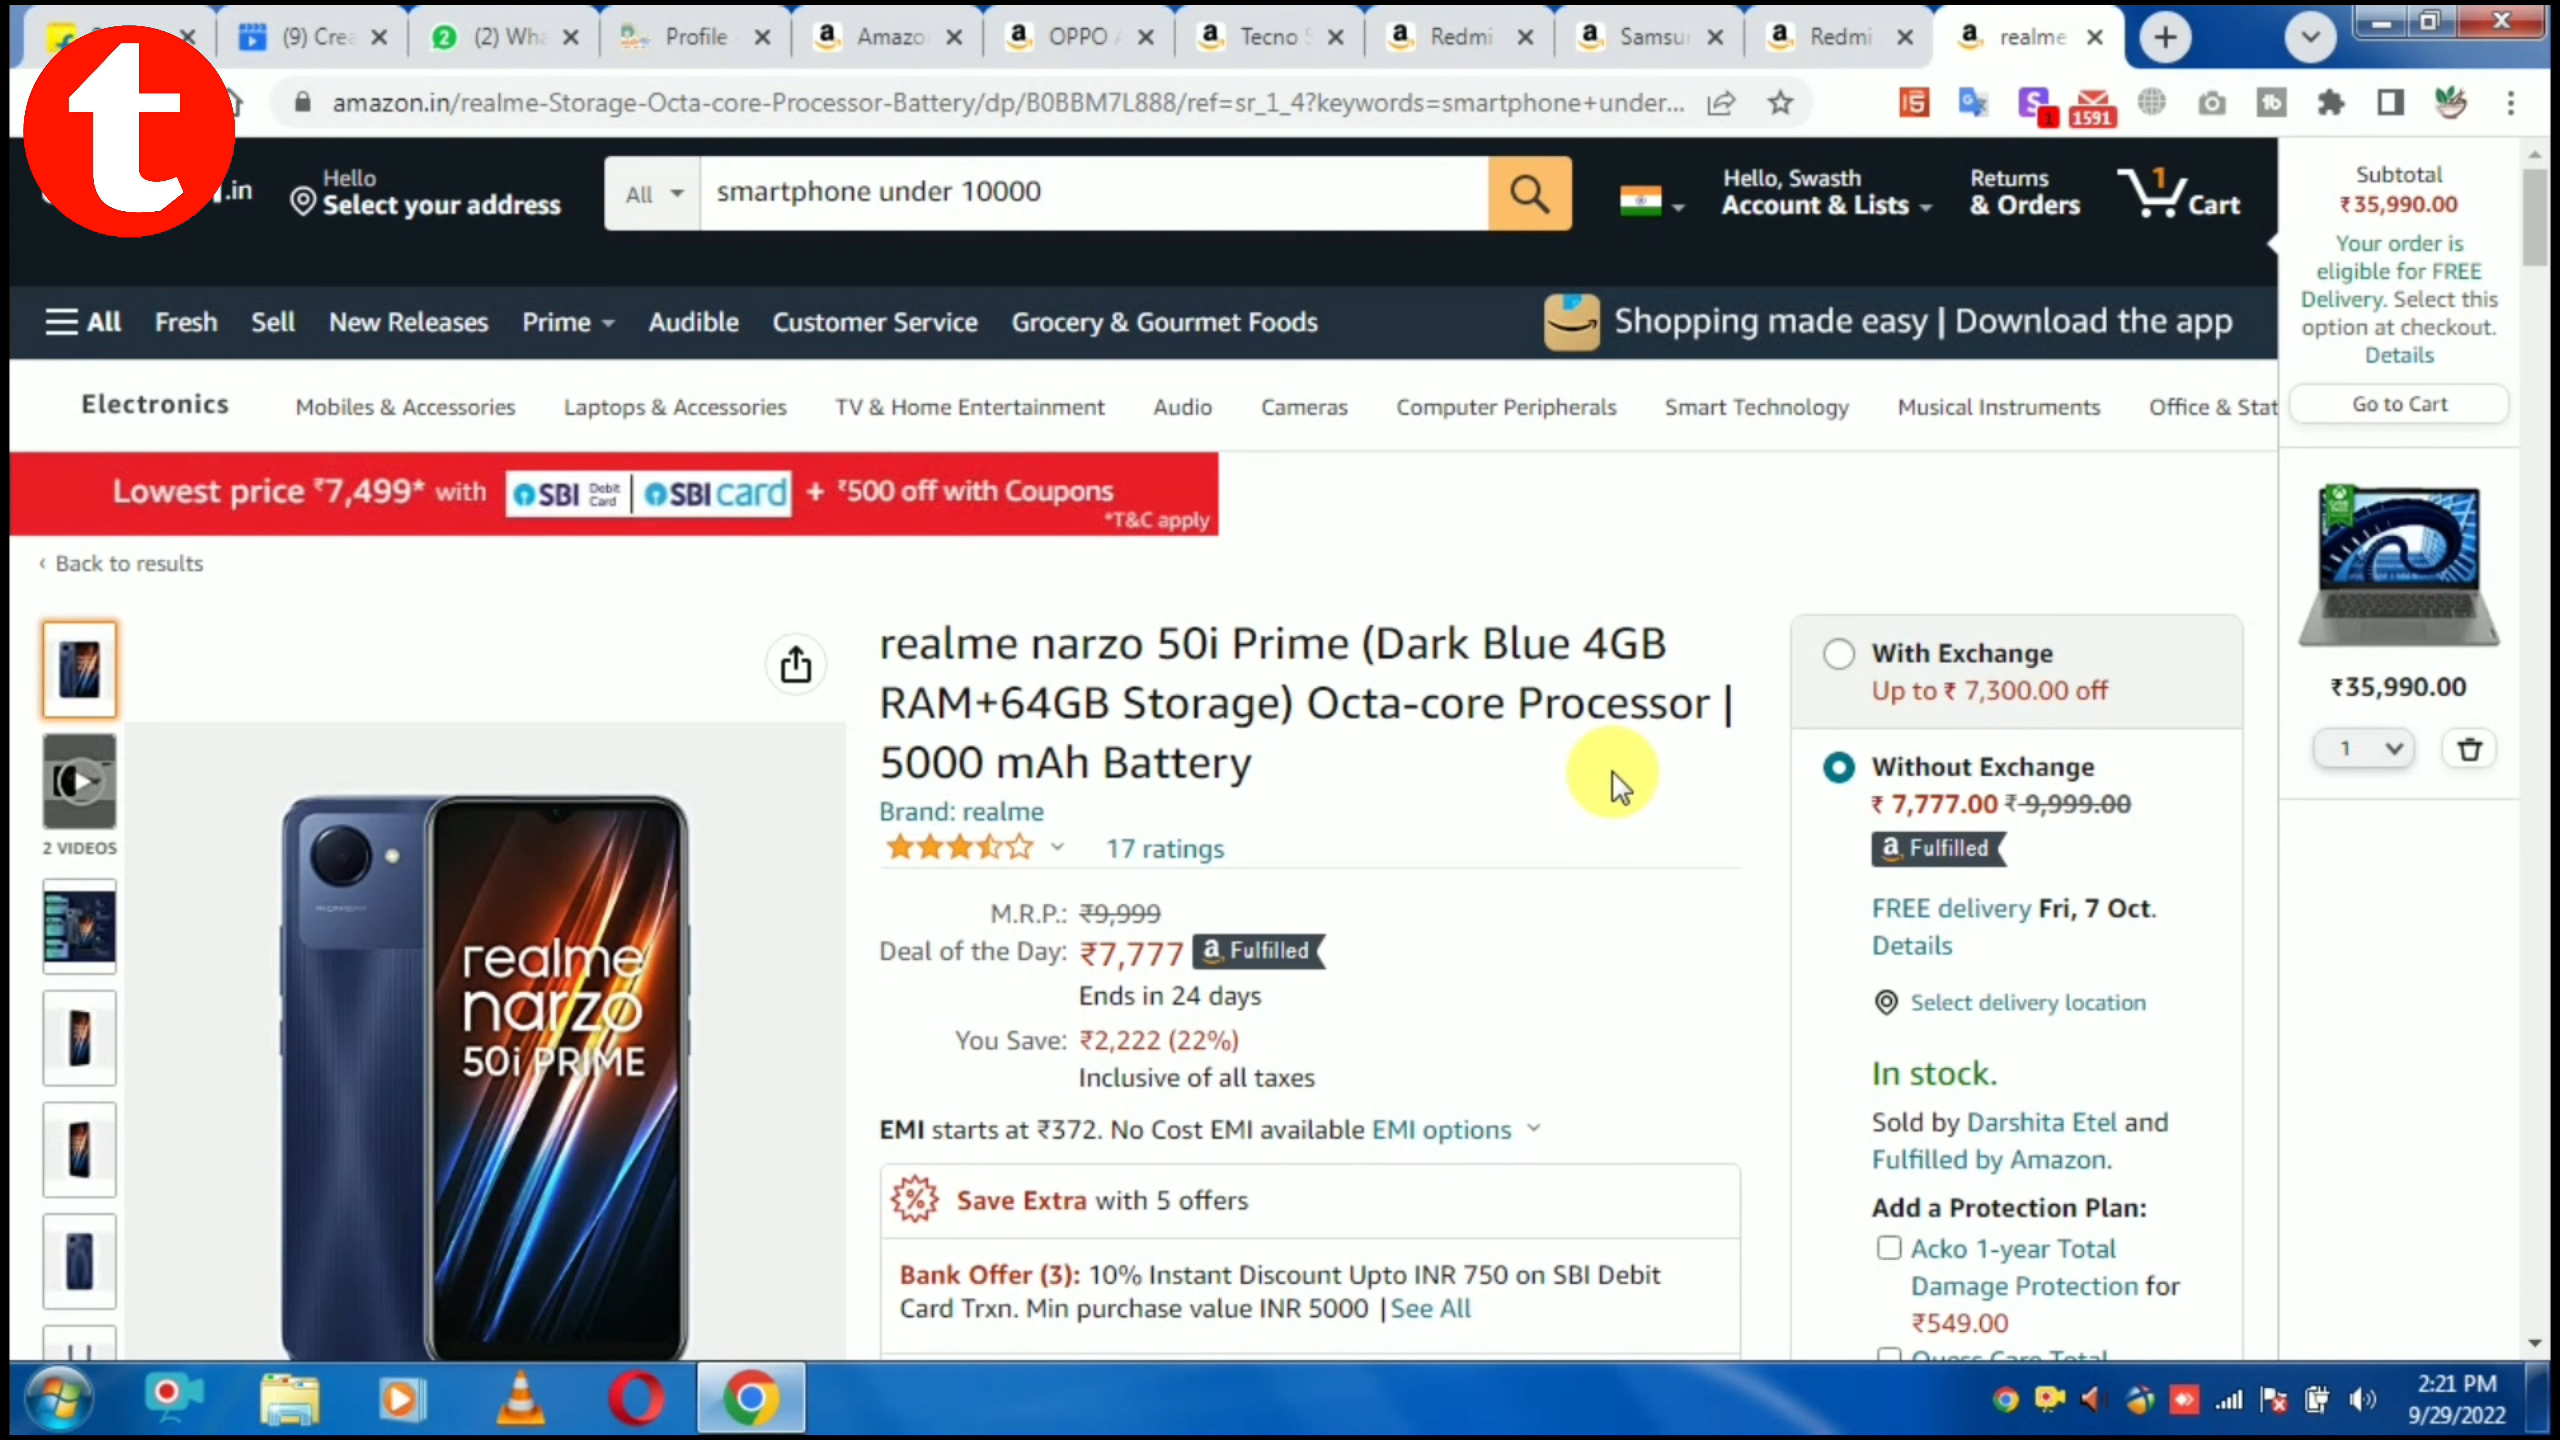 (9) Cre
(2) Wh
Profile
Amazo
OPPO
Tecno
Redmi
Samsu
Redmi
realme
t
amazon.in/realme-Storage-Octa-core-Processor-Battery/dp/B0BBM7L888/ref=sr_1_4?keywords=smartphone+under...
1
1591
.in
Hello
Select your address
All
smartphone under 10000
Hello, Swasth
Account & Lists
Returns
& Orders
1
Cart
Subtotal
₹35,990.00
Your order is
eligible for FREE
Delivery. Select this
option at checkout.
Details
Go to Cart
₹35,990.00
1
All
Fresh
Sell
New Releases
Prime
Audible
Customer Service
Grocery & Gourmet Foods
Shopping made easy | Download the app
Electronics
Mobiles & Accessories
Laptops & Accessories
TV & Home Entertainment
Audio
Cameras
Computer Peripherals
Smart Technology
Musical Instruments
Office & Stat
Lowest price ₹7,499* with SBI Debit Card | SBI card + ₹500 off with Coupons
*T&C apply
‹ Back to results
2 VIDEOS
realme
narzo
50i PRIME
realme narzo 50i Prime (Dark Blue 4GB
RAM+64GB Storage) Octa-core Processor |
5000 mAh Battery
Brand: realme
17 ratings
M.R.P.: ₹9,999
Deal of the Day: ₹7,777 a Fulfilled
Ends in 24 days
You Save: ₹2,222 (22%)
Inclusive of all taxes
EMI starts at ₹372. No Cost EMI available EMI options
Save Extra with 5 offers
Bank Offer (3): 10% Instant Discount Upto INR 750 on SBI Debit
Card Trxn. Min purchase value INR 5000 | See All
With Exchange
Up to ₹ 7,300.00 off
Without Exchange
₹ 7,777.00 ₹ 9,999.00
a Fulfilled
FREE delivery Fri, 7 Oct.
Details
Select delivery location
In stock.
Sold by Darshita Etel and
Fulfilled by Amazon.
Add a Protection Plan:
Acko 1-year Total
Damage Protection for
₹549.00
2:21 PM
9/29/2022